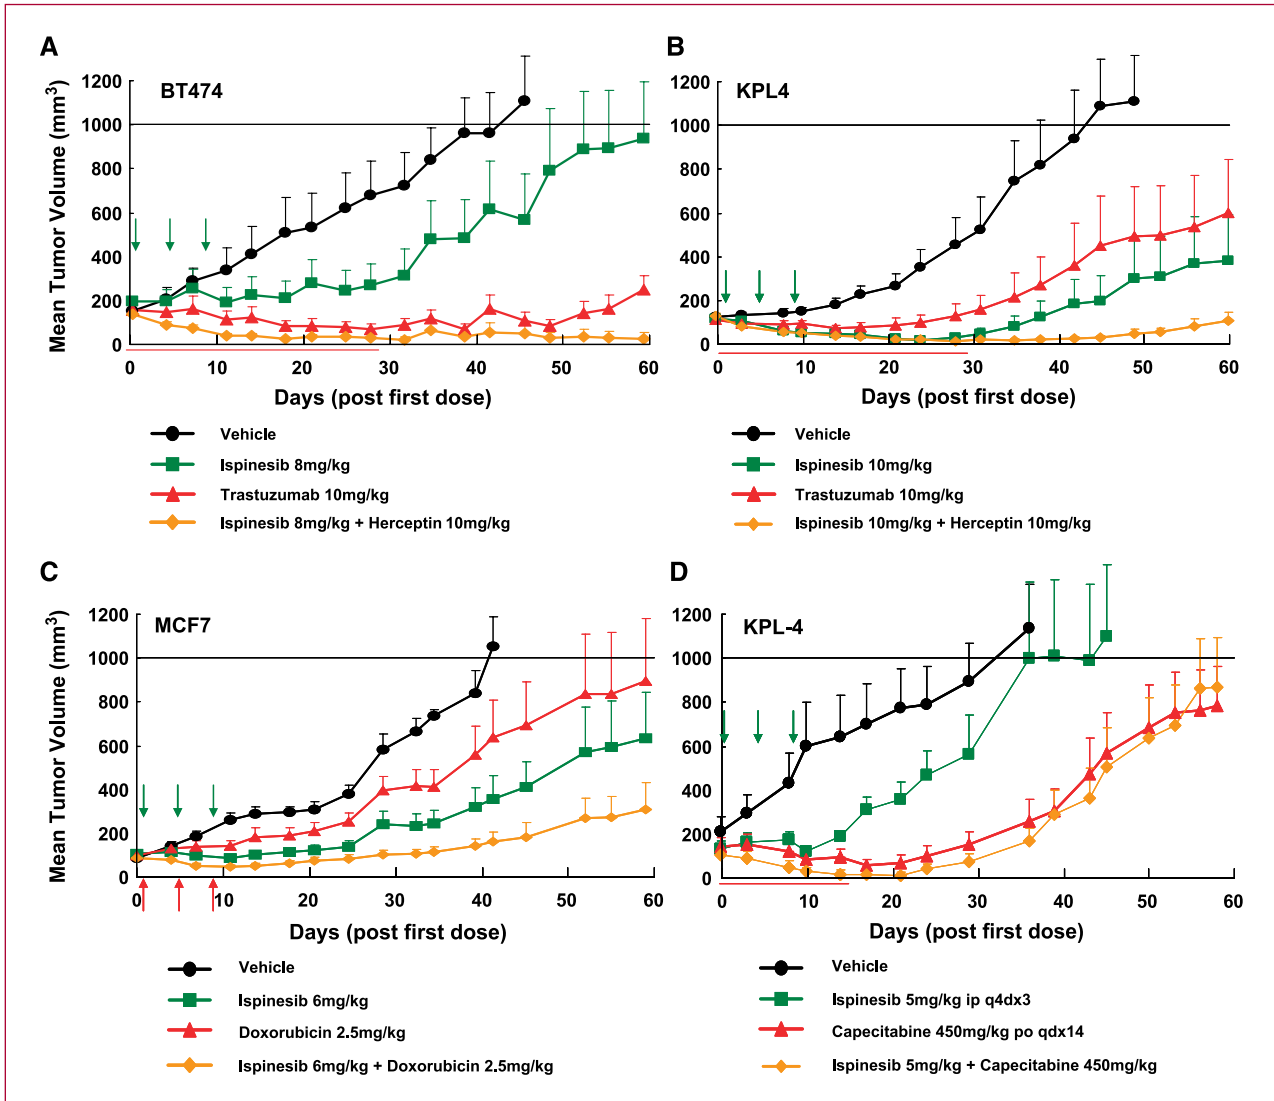 A
BT474
Mean Tumor Volume (mm³)
1200
1000
800
600
400
200
0
0 10 20 30 40 50 60
Days (post first dose)
Vehicle
Ispinesib 8mg/kg
Trastuzumab 10mg/kg
Ispinesib 8mg/kg + Herceptin 10mg/kg
B
KPL4
1200
1000
800
600
400
200
0
0 10 20 30 40 50 60
Days (post first dose)
Vehicle
Ispinesib 10mg/kg
Trastuzumab 10mg/kg
Ispinesib 10mg/kg + Herceptin 10mg/kg
C
MCF7
Mean Tumor Volume (mm³)
1200
1000
800
600
400
200
0
0 10 20 30 40 50 60
Days (post first dose)
Vehicle
Ispinesib 6mg/kg
Doxorubicin 2.5mg/kg
Ispinesib 6mg/kg + Doxorubicin 2.5mg/kg
D
KPL-4
1200
1000
800
600
400
200
0
0 10 20 30 40 50 60
Days (post first dose)
Vehicle
Ispinesib 5mg/kg ip q4dx3
Capecitabine 450mg/kg po qdx14
Ispinesib 5mg/kg + Capecitabine 450mg/kg